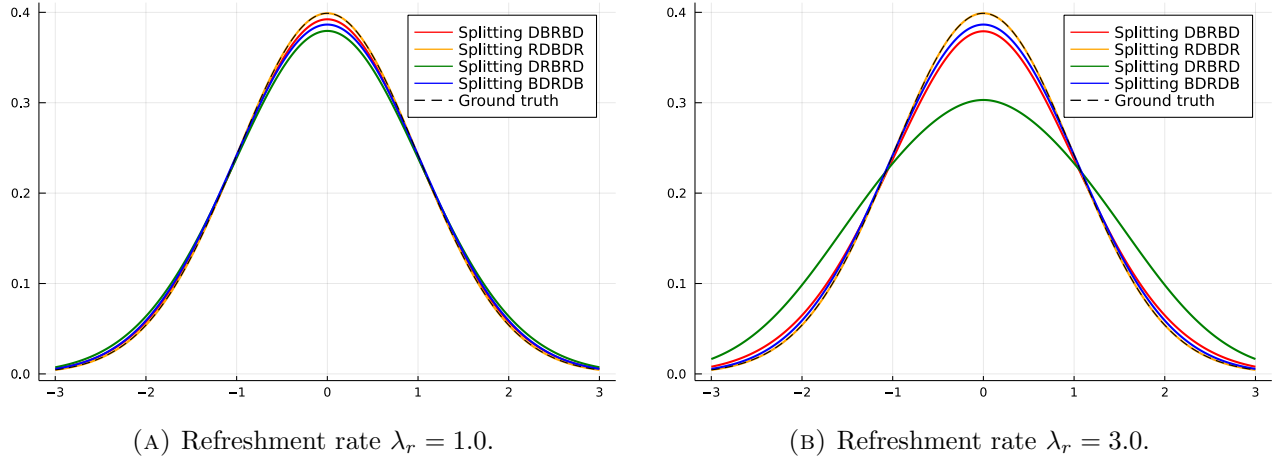 0.4
0.3
0.2
0.1
0.0
−3 −2 −1 0 1 2 3
Splitting DBRBD
Splitting RDBDR
Splitting DRBRD
Splitting BDRDB
Ground truth
(A) Refreshment rate λr = 1.0.
0.4
0.3
0.2
0.1
0.0
−3 −2 −1 0 1 2 3
Splitting DBRBD
Splitting RDBDR
Splitting DRBRD
Splitting BDRDB
Ground truth
(B) Refreshment rate λr = 3.0.